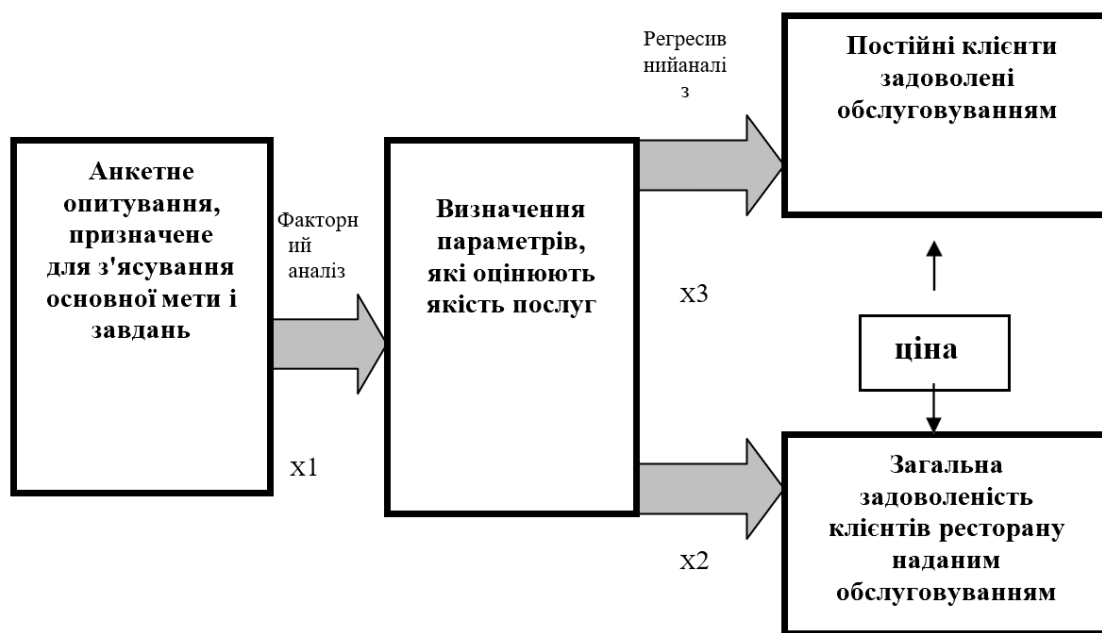 Анкетне
опитування,
призначене
для з'ясування
основної мети і
завдань
Факторн
ий
аналіз
x1
Визначення
параметрів,
які оцінюють
якість послуг
Регресив
нийаналі
з
x3
x2
Постійні клієнти
задоволені
обслуговуванням
ціна
Загальна
задоволеність
клієнтів ресторану
наданим
обслуговуванням